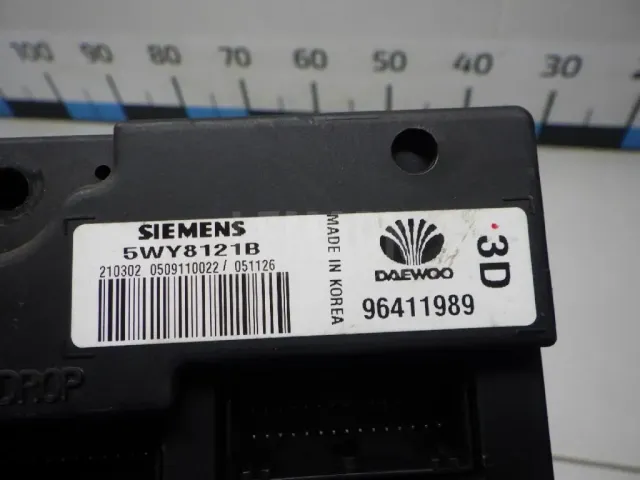 100 90 80 70 60 50 40 30
SIEMENS
5WY8121B
210302 0509110022/ 051126
MADE IN KOREA
DAEWOO
96411989
3D
DROP